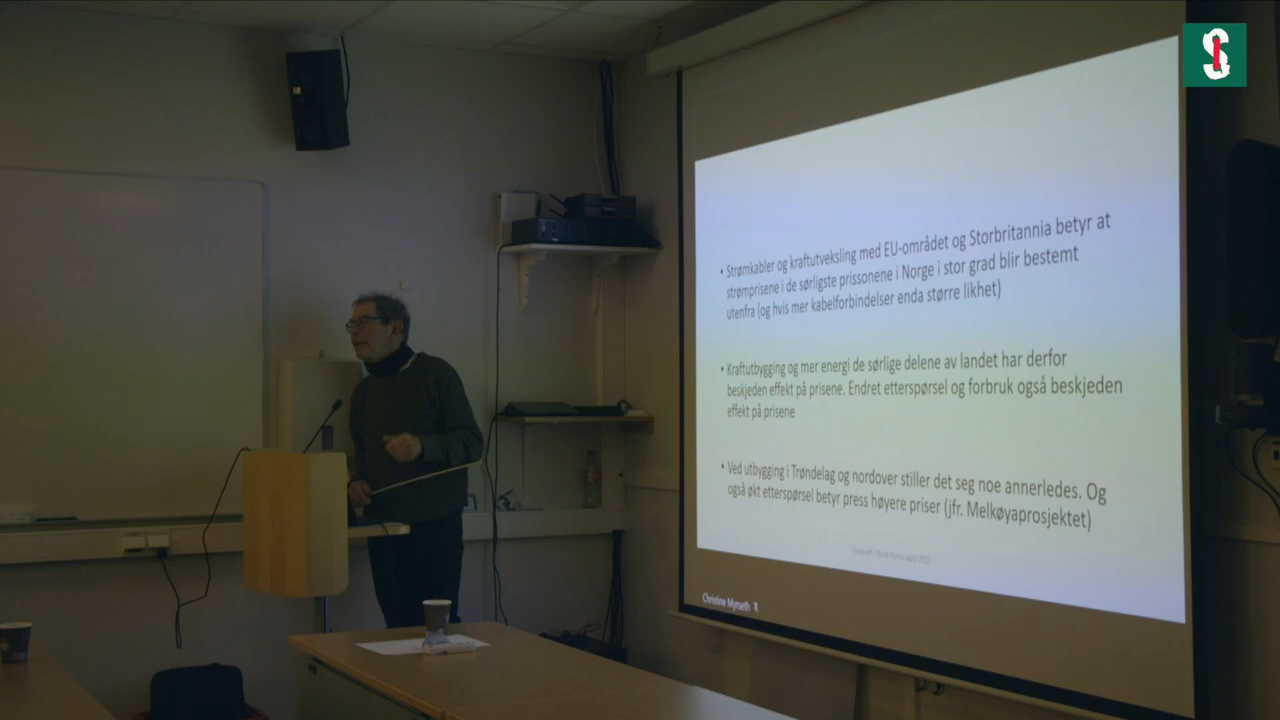 • Strømkabler og kraftutveksling med EU-området og Storbritannia betyr at
strømprisene i de sørligste prissonene i Norge i stor grad blir bestemt
utenfra (og hvis mer kabelforbindelser enda større likhet)
• Kraftutbygging og mer energi de sørlige delene av landet har derfor
beskjeden effekt på prisene. Endret etterspørsel og forbruk også beskjeden
effekt på prisene
• Ved utbygging i Trøndelag og nordover stiller det seg noe annerledes. Og
også økt etterspørsel betyr press høyere priser (jfr. Melkøyaprosjektet)
april 2023
Christine Myrseth